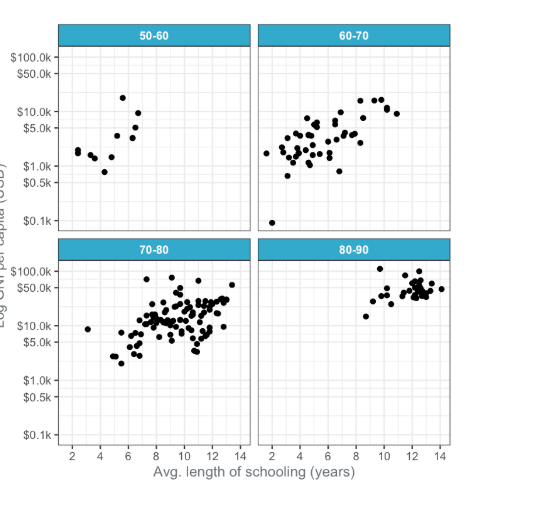 50-60
60-70
$100.0k
$50.0k
$10.0k
$5.0k
$1.0k
$0.5k
$0.1k
70-80
80-90
$100.0k
$50.0k
$10.0k
$5.0k
$1.0k
$0.5k
$0.1k
2 4 6 8 10 12 14 2 4 6 8 10 12 14
Avg. length of schooling (years)